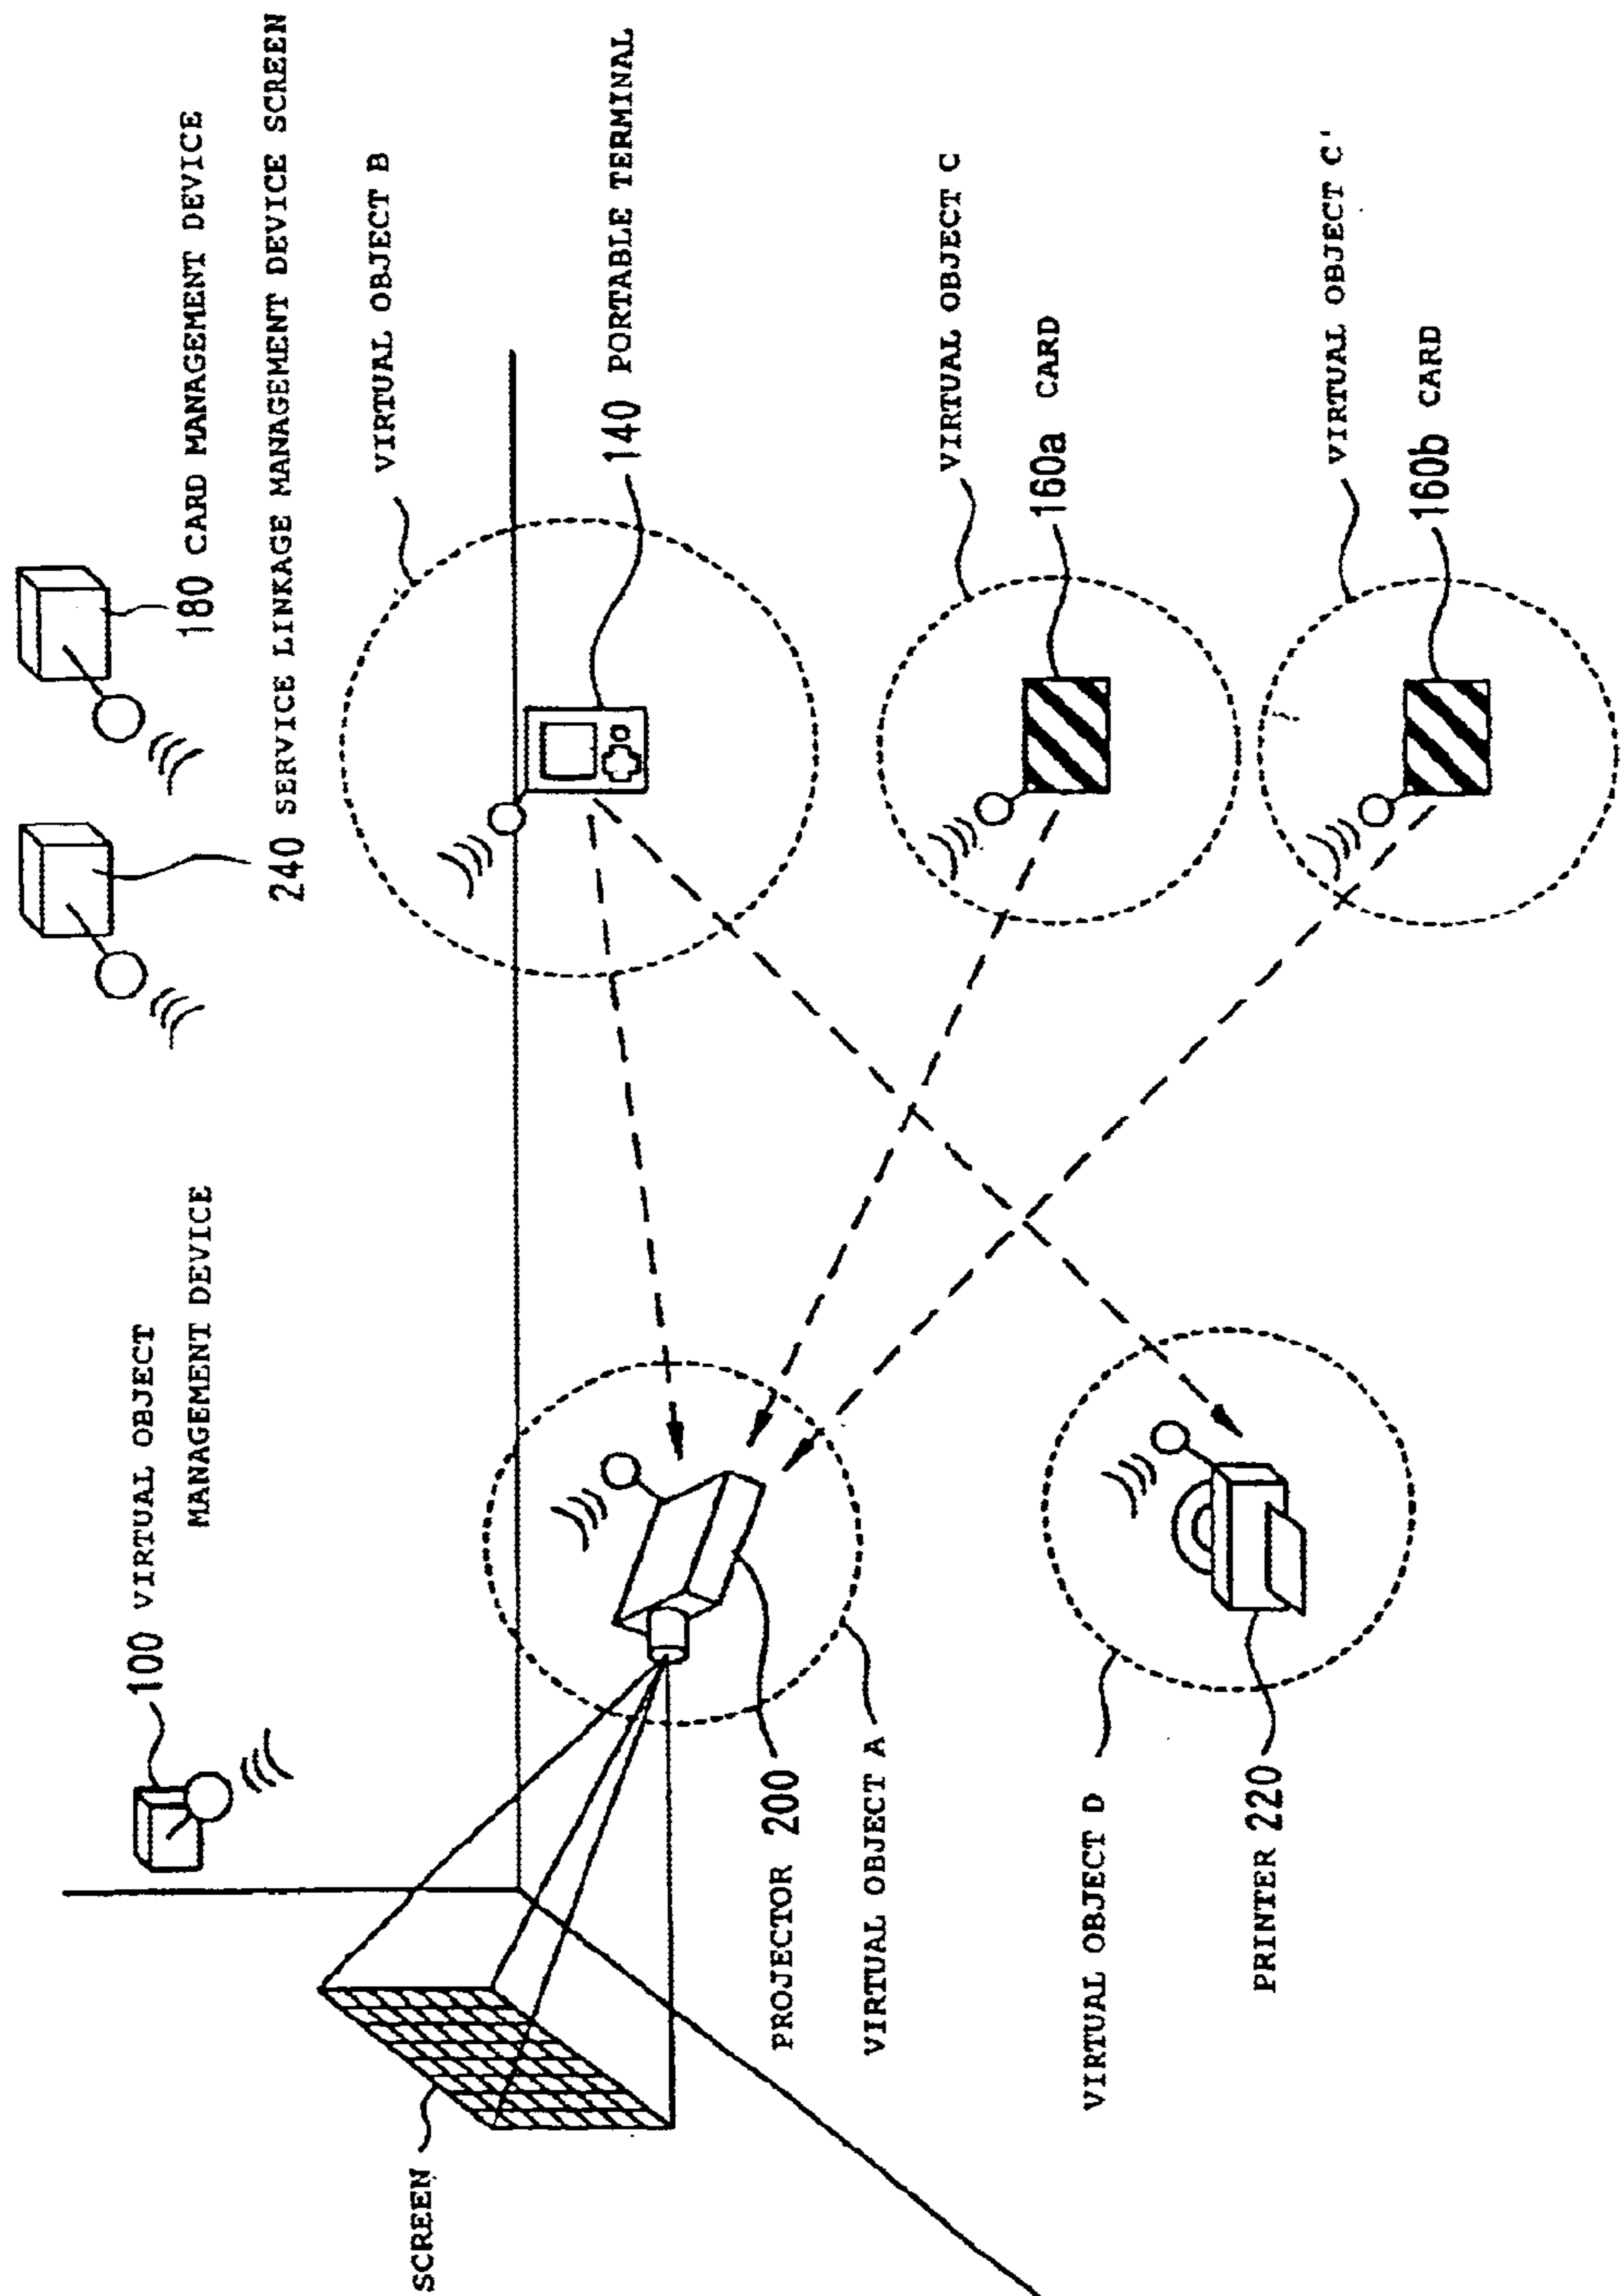 180 CARD MANAGEMENT DEVICE
240 SERVICE LINKAGE MANAGEMENT DEVICE SCREEN
100 VIRTUAL OBJECT
MANAGEMENT DEVICE
VIRTUAL OBJECT B
SCREEN
140 PORTABLE TERMINAL
PROJECTOR 200
VIRTUAL OBJECT A
VIRTUAL OBJECT C
160a CARD
VIRTUAL OBJECT D
PRINTER 220
VIRTUAL OBJECT C'
160b CARD